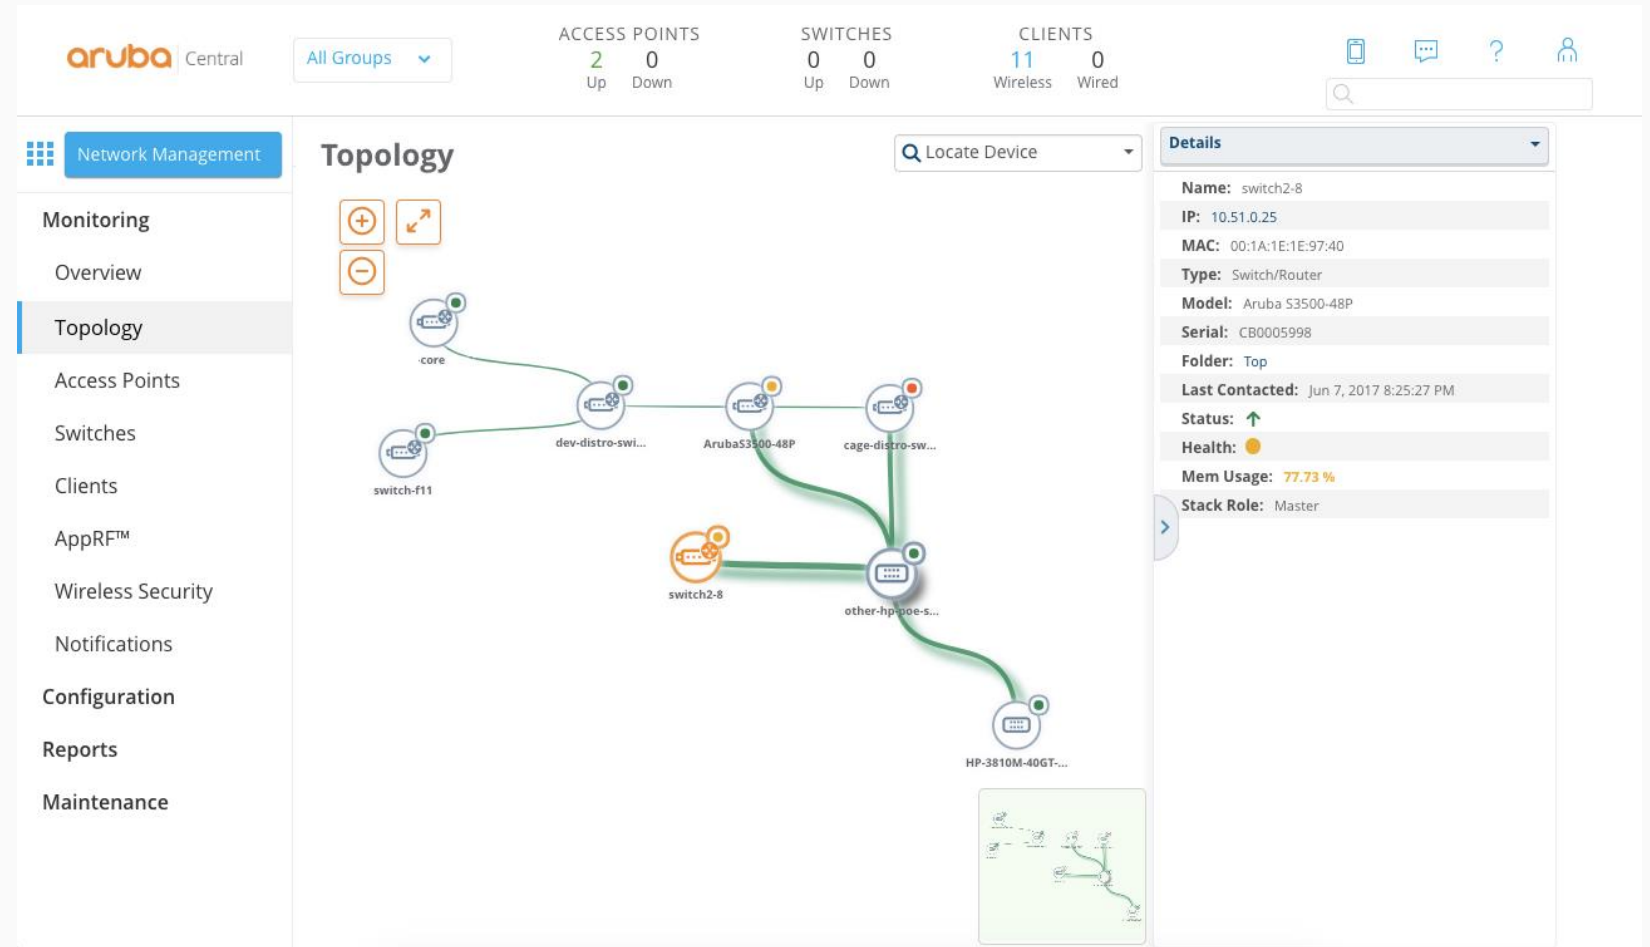 aruba Central
All Groups
ACCESS POINTS
2 0
Up Down
SWITCHES
0 0
Up Down
CLIENTS
11 0
Wireless Wired
?
Network Management
Monitoring
Overview
Topology
Access Points
Switches
Clients
AppRF™
Wireless Security
Notifications
Configuration
Reports
Maintenance
Topology
Locate Device
core
dev-distro-swi...
ArubaS3500-48P
cage-distro-sw...
switch-f11
switch2-8
other-hp-poe-s...
HP-3810M-40GT-...
Details
Name: switch2-8
IP: 10.51.0.25
MAC: 00:1A:1E:1E:97:40
Type: Switch/Router
Model: Aruba S3500-48P
Serial: CB0005998
Folder: Top
Last Contacted: Jun 7, 2017 8:25:27 PM
Status:
Health:
Mem Usage: 77.73 %
Stack Role: Master